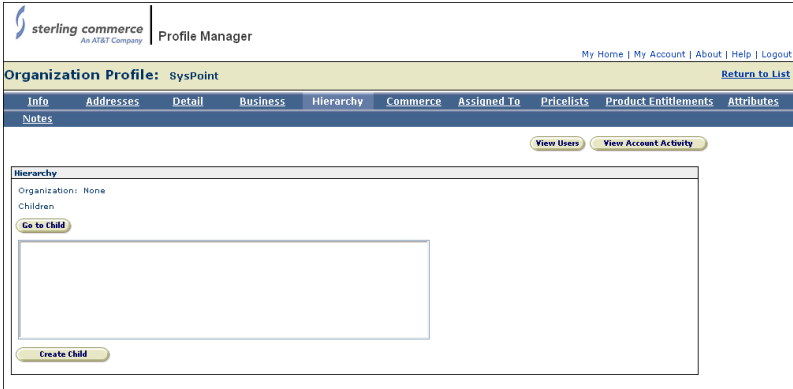 sterling commerce
An AT&T Company
Profile Manager
My Home | My Account | About | Help | Logout
Organization Profile: SysPoint
Return to List
Info Addresses Detail Business Hierarchy Commerce Assigned To Pricelists Product Entitlements Attributes
Notes
View Users View Account Activity
Hierarchy
Organization: None
Children
Go to Child
Create Child